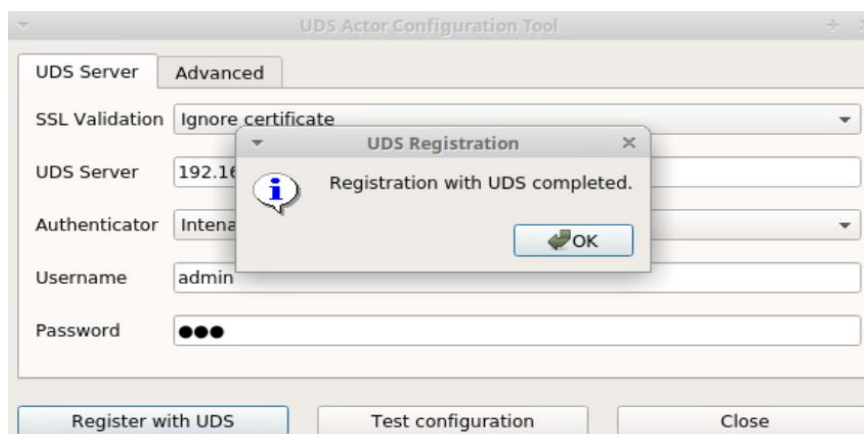 UDS Actor Configuration Tool
UDS Server Advanced
SSL Validation Ignore certificate
UDS Registration
UDS Server 192.16
Registration with UDS completed.
Authenticator Intena
OK
Username admin
Password
Register with UDS Test configuration Close